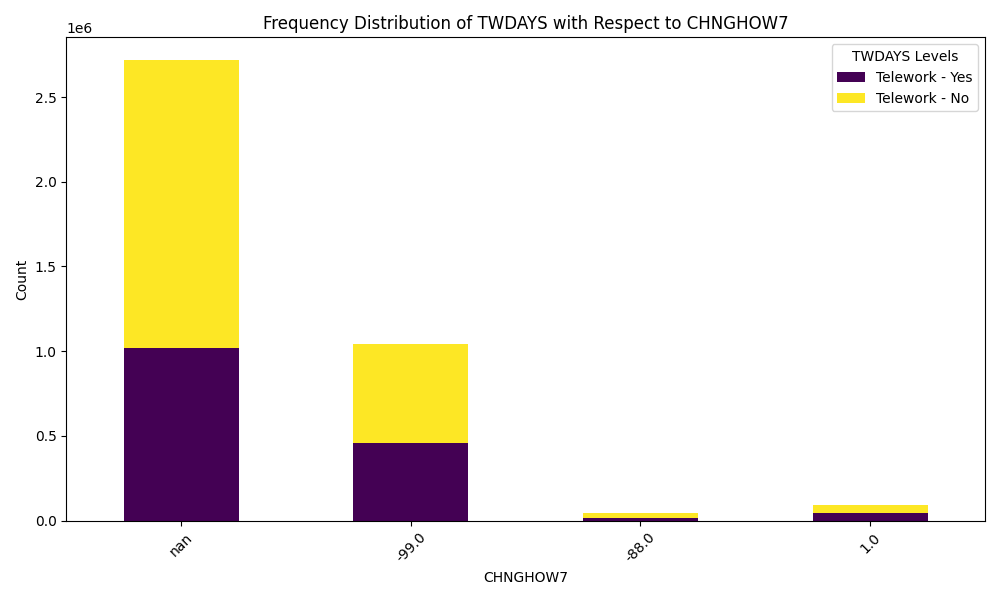 Frequency Distribution of TWDAYS with Respect to CHNGHOW7
1e6
TWDAYS Levels
Telework - Yes
Telework - No
2.5
2.0
1.5
1.0
0.5
0.0
Count
nan
-99.0
-88.0
1.0
CHNGHOW7